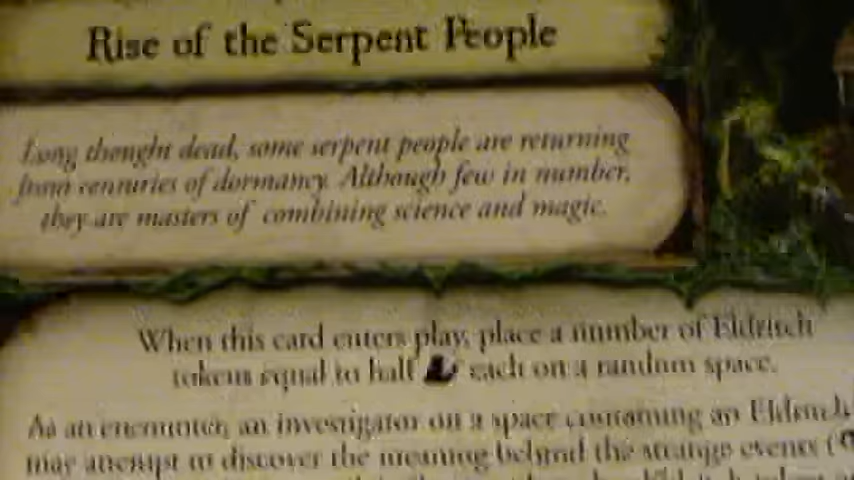 Rise of the Serpent People
Long thought dead, some serpent people are returning
from centuries of dormancy. Although few in number,
they are masters of combining science and magic.
When this card enters play, place a number of Eldritch
tokens equal to half each on a random space.
As an encounter, an investigator on a space containing an Eldritch
may attempt to discover the meaning behind the strange events (